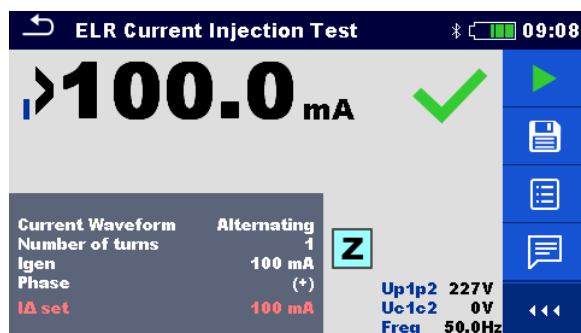 ELR Current Injection Test 09:08
I >100.0 mA
Current Waveform Alternating
Number of turns 1
Igen 100 mA
Phase (+)
IΔ set 100 mA
Z
Up1p2 227V
Uc1c2 0V
Freq 50.0Hz